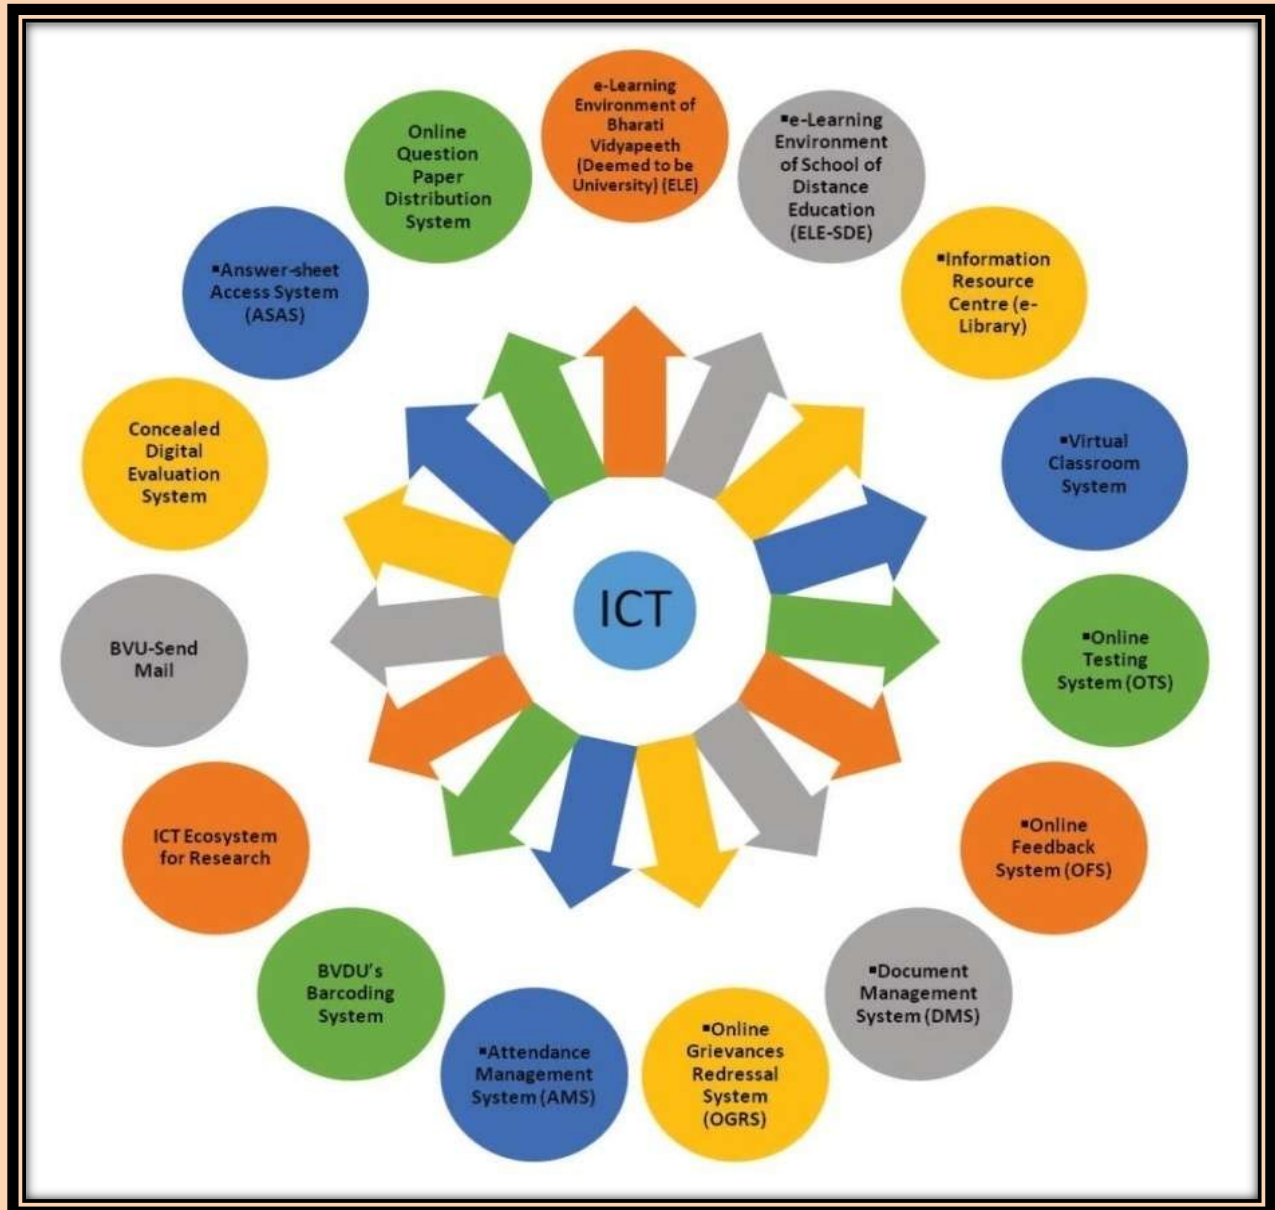 e-Learning
Environment of
Bharati
Vidyapeeth
(Deemed to be
University) (ELE)
▪e-Learning
Environment
of School of
Distance
Education
(ELE-SDE)
▪Information
Resource
Centre (e-
Library)
▪Virtual
Classroom
System
▪Online
Testing
System (OTS)
▪Online
Feedback
System (OFS)
▪Document
Management
System (DMS)
▪Online
Grievances
Redressal
System
(OGRS)
▪Attendance
Management
System (AMS)
BVDU's
Barcoding
System
ICT Ecosystem
for Research
BVU-Send
Mail
Concealed
Digital
Evaluation
System
▪Answer-sheet
Access System
(ASAS)
Online
Question
Paper
Distribution
System
ICT